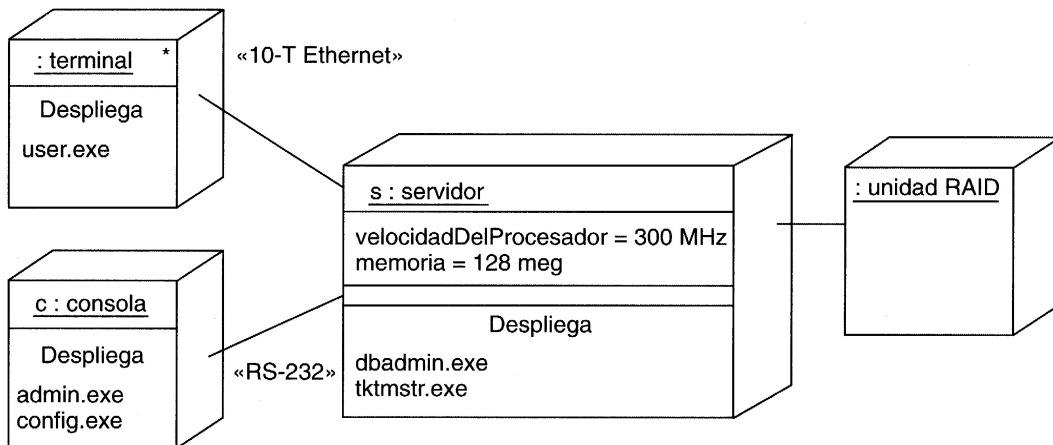 : terminal *
Despliega
user.exe
«10-T Ethernet»
c : consola
Despliega
admin.exe
config.exe
«RS-232»
s : servidor
velocidadDelProcesador = 300 MHz
memoria = 128 meg
Despliega
dbadmin.exe
tktmstr.exe
: unidad RAID